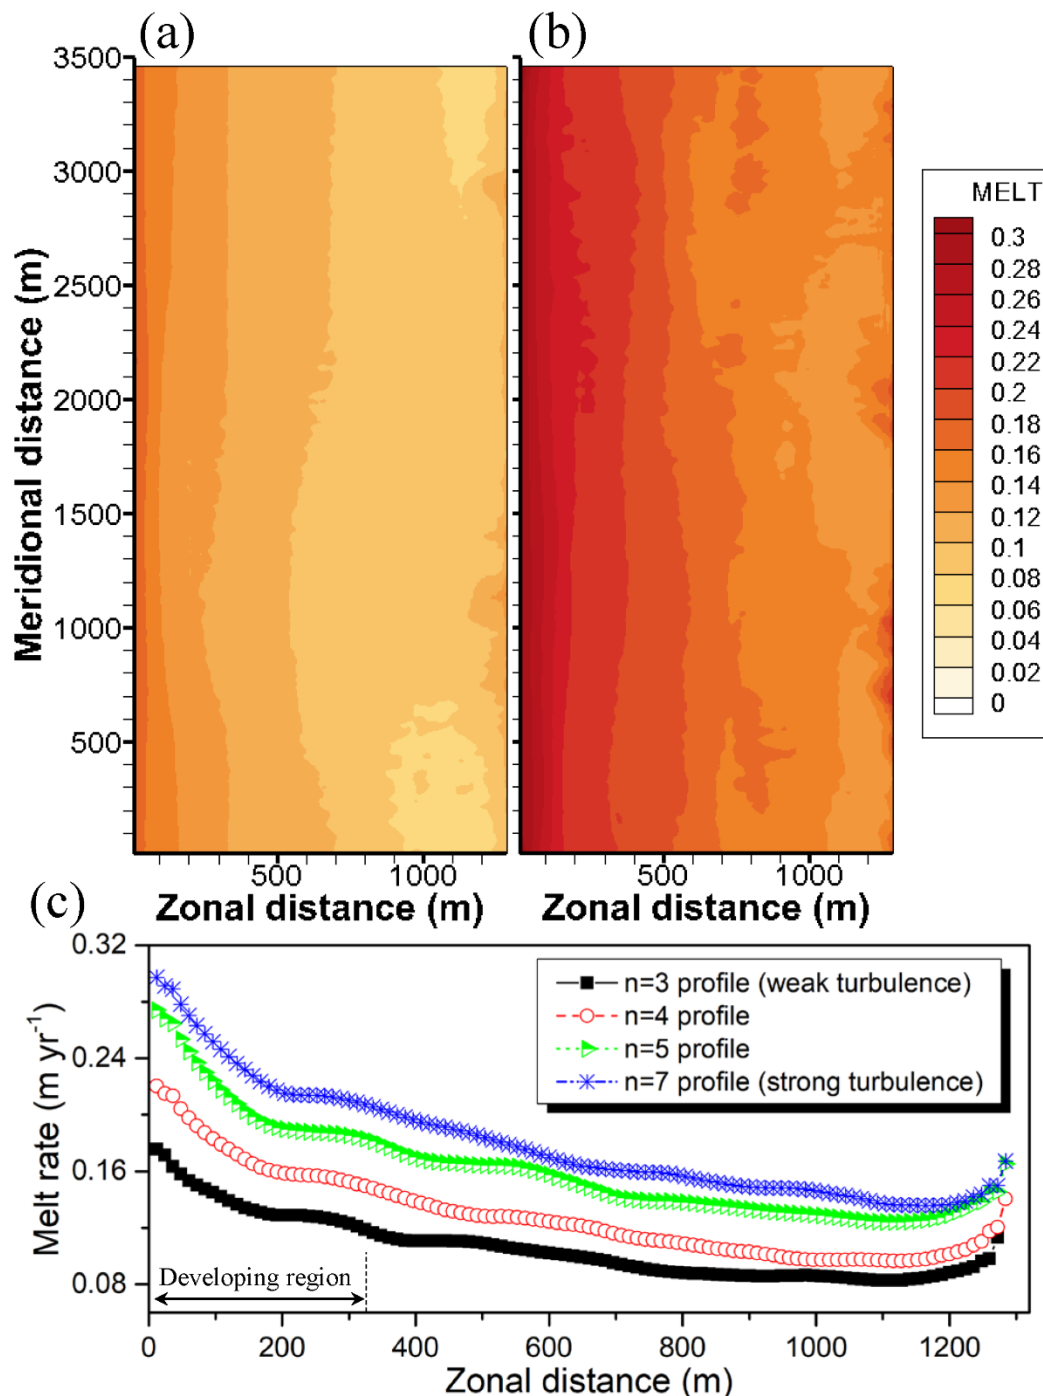 (a)
(b)
3500
3000
2500
2000
1500
1000
500
Meridional distance (m)
500
1000
500
1000
Zonal distance (m)
Zonal distance (m)
MELT
0.3
0.28
0.26
0.24
0.22
0.2
0.18
0.16
0.14
0.12
0.1
0.08
0.06
0.04
0.02
0
(c)
0.32
0.24
0.16
0.08
Melt rate (m yr-1)
n=3 profile (weak turbulence)
n=4 profile
n=5 profile
n=7 profile (strong turbulence)
Developing region
0
200
400
600
800
1000
1200
Zonal distance (m)